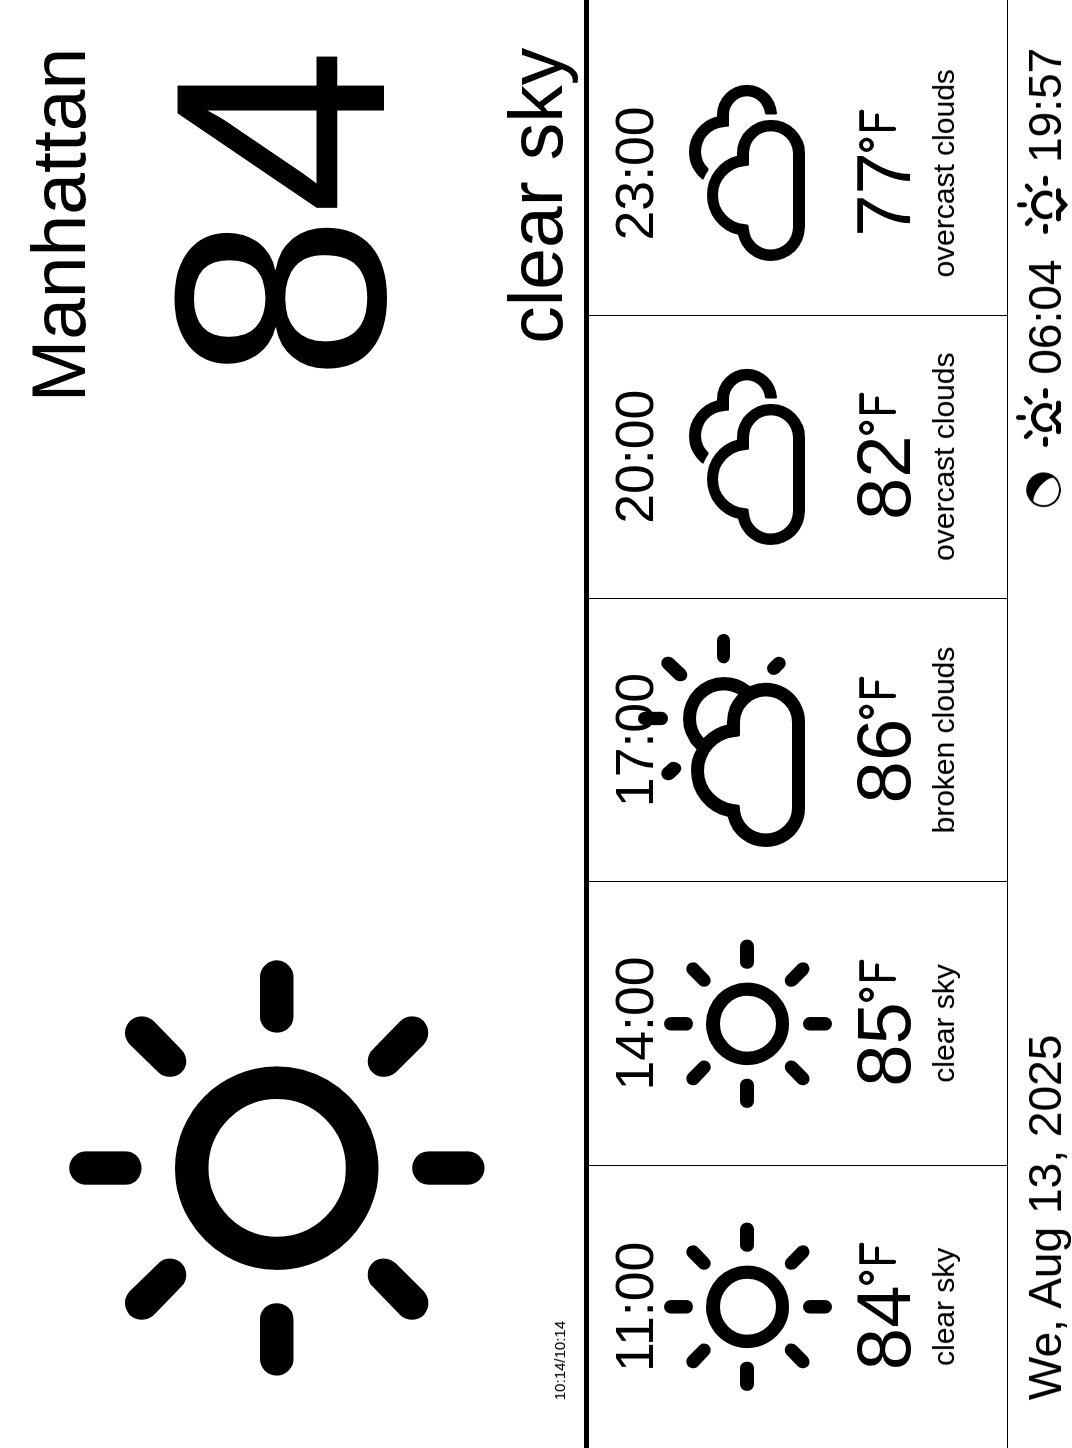 Manhattan
84
clear sky
10:14/10:14
11:00 14:00 17:00 20:00 23:00
84°F 85°F 86°F 82°F 77°F
clear sky clear sky broken clouds overcast clouds overcast clouds
We, Aug 13, 2025 06:04 19:57